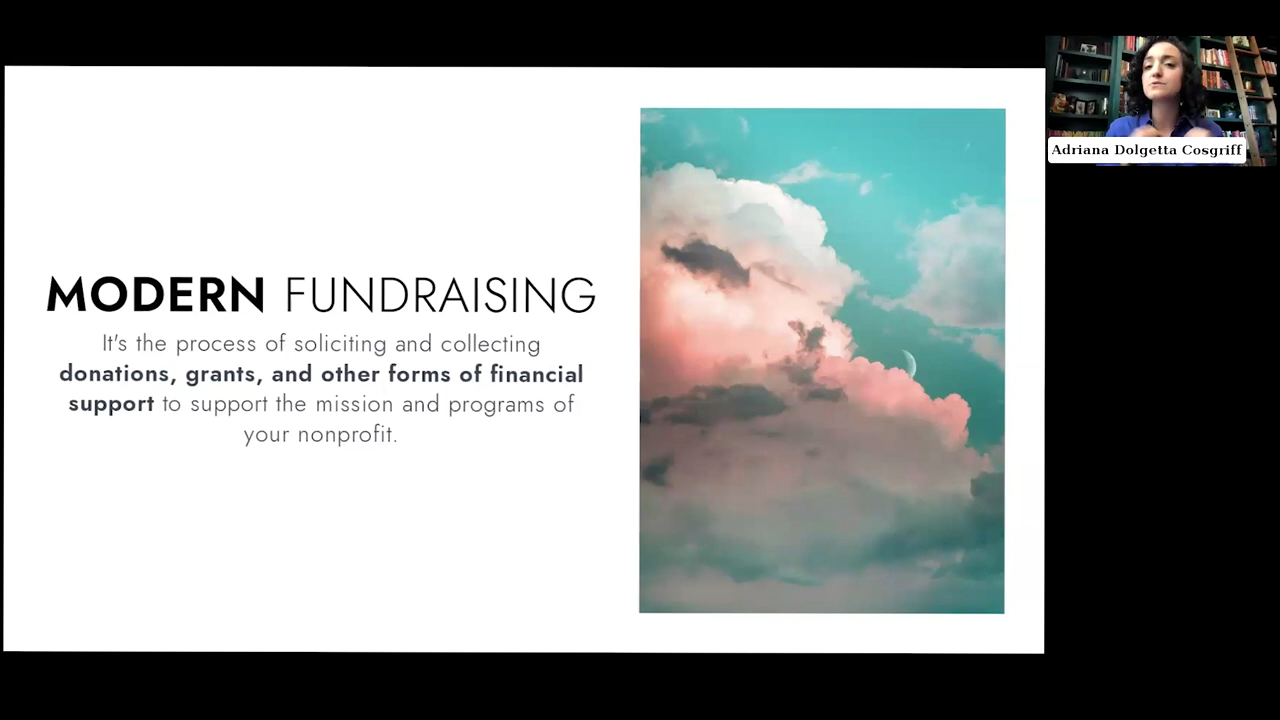 MODERN FUNDRAISING
It's the process of soliciting and collecting
donations, grants, and other forms of financial
support to support the mission and programs of
your nonprofit.
Adriana Dolgetta Cosgriff